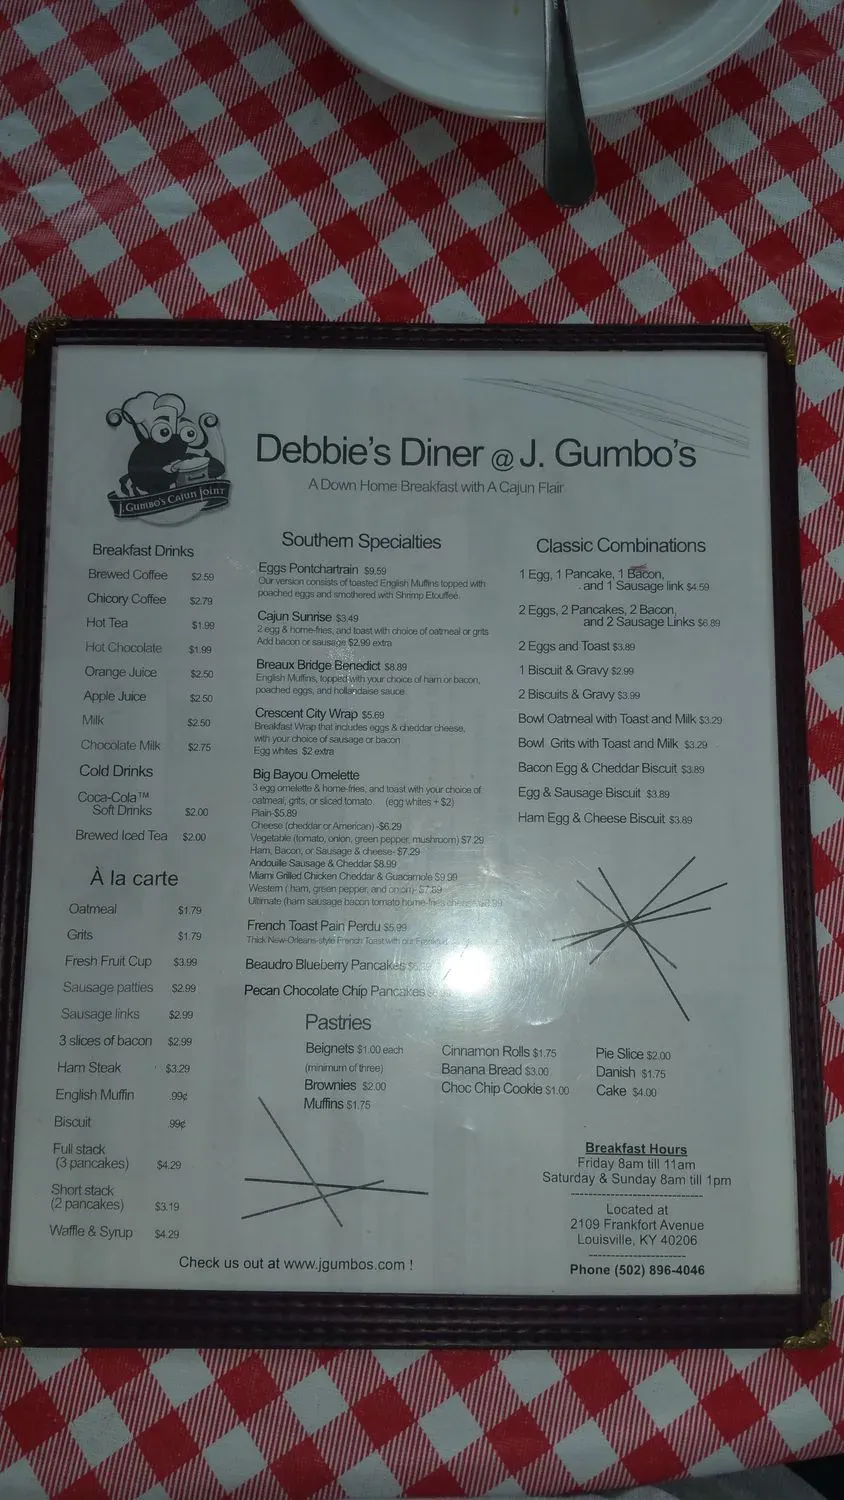 J. GUMBO'S CAJUN JOINT
Debbie's Diner @ J. Gumbo's
A Down Home Breakfast with A Cajun Flair
Breakfast Drinks
Brewed Coffee $2.59
Chicory Coffee $2.79
Hot Tea $1.99
Hot Chocolate $1.99
Orange Juice $2.50
Apple Juice $2.50
Milk $2.50
Chocolate Milk $2.75
Cold Drinks
Coca-Cola™
Soft Drinks $2.00
Brewed Iced Tea $2.00
À la carte
Oatmeal $1.79
Grits $1.79
Fresh Fruit Cup $3.99
Sausage patties $2.99
Sausage links $2.99
3 slices of bacon $2.99
Ham Steak $3.29
English Muffin .99¢
Biscuit .99¢
Full stack
(3 pancakes) $4.29
Short stack
(2 pancakes) $3.19
Waffle & Syrup $4.29
Southern Specialties
Eggs Pontchartrain $9.59
Our version consists of toasted English Muffins topped with
poached eggs and smothered with Shrimp Etouffee.
Cajun Sunrise $3.49
2 egg & home-fries, and toast with choice of oatmeal or grits
Add bacon or sausage $2.99 extra
Breaux Bridge Benedict $8.89
English Muffins, topped with your choice of ham or bacon,
poached eggs, and hollandaise sauce.
Crescent City Wrap $5.69
Breakfast Wrap that includes eggs & cheddar cheese,
with your choice of sausage or bacon
Egg whites $2 extra
Big Bayou Omelette
3 egg omelette & home-fries, and toast with your choice of
oatmeal, grits, or sliced tomato. (egg whites + $2)
Plain-$5.89
Cheese (cheddar or American) -$6.29
Vegetable (tomato, onion, green pepper, mushroom) $7.29
Ham, Bacon, or Sausage & cheese- $7.29
Andouille Sausage & Cheddar $8.99
Miami Grilled Chicken Cheddar & Guacamole $9.99
Western ( ham, green pepper, and onion)- $7.89
Ultimate (ham sausage bacon tomato home-fries cheese
French Toast Pain Perdu $5.99
Thick New-Orleans-style French Toast with our
Beaudro Blueberry Pancakes
Pecan Chocolate Chip Pancakes
Classic Combinations
1 Egg, 1 Pancake, 1 Bacon,
and 1 Sausage link $4.59
2 Eggs, 2 Pancakes, 2 Bacon,
and 2 Sausage Links $6.89
2 Eggs and Toast $3.89
1 Biscuit & Gravy $2.99
2 Biscuits & Gravy $3.99
Bowl Oatmeal with Toast and Milk $3.29
Bowl Grits with Toast and Milk $3.29
Bacon Egg & Cheddar Biscuit $3.89
Egg & Sausage Biscuit $3.89
Ham Egg & Cheese Biscuit $3.89
Pastries
Beignets $1.00 each
(minimum of three)
Brownies $2.00
Muffins $1.75
Cinnamon Rolls $1.75
Banana Bread $3.00
Choc Chip Cookie $1.00
Pie Slice $2.00
Danish $1.75
Cake $4.00
Breakfast Hours
Friday 8am till 11am
Saturday & Sunday 8am till 1pm
Located at
2109 Frankfort Avenue
Louisville, KY 40206
Phone (502) 896-4046
Check us out at www.jgumbos.com !